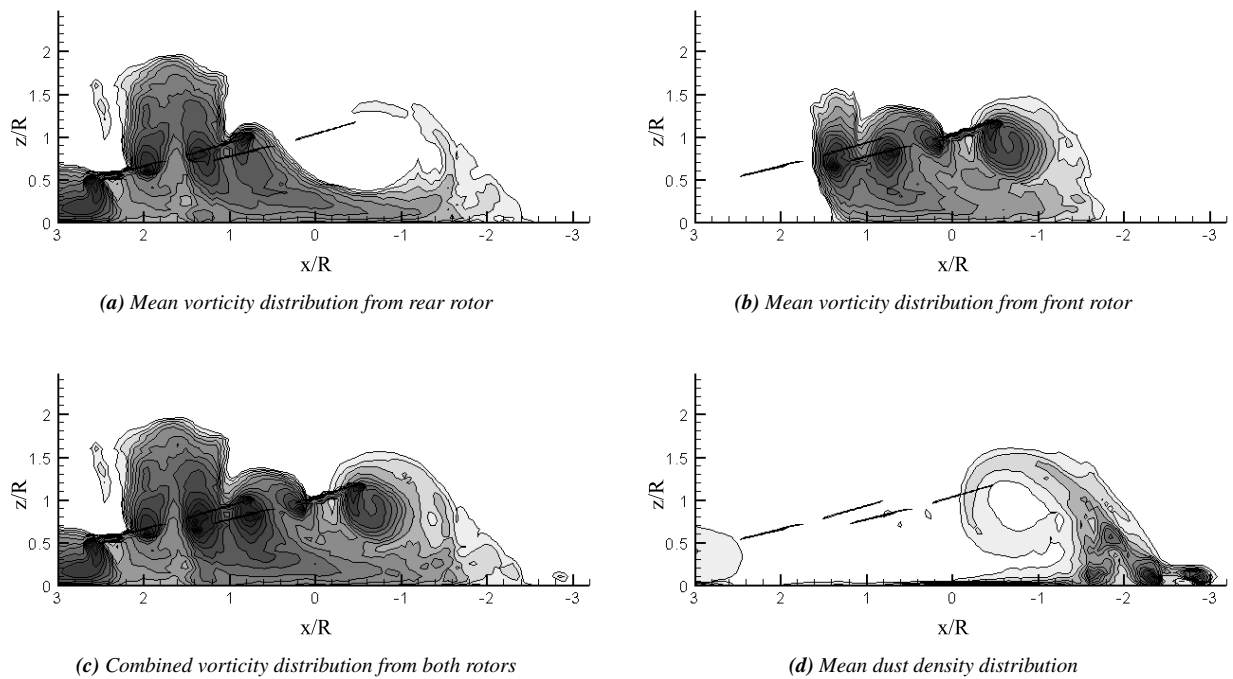 z/R
2
1.5
1
0.5
0
3 2 1 0 -1 -2 -3
x/R
(a) Mean vorticity distribution from rear rotor
z/R
2
1.5
1
0.5
0
3 2 1 0 -1 -2 -3
x/R
(b) Mean vorticity distribution from front rotor
z/R
2
1.5
1
0.5
0
3 2 1 0 -1 -2 -3
x/R
(c) Combined vorticity distribution from both rotors
z/R
2
1.5
1
0.5
0
3 2 1 0 -1 -2 -3
x/R
(d) Mean dust density distribution